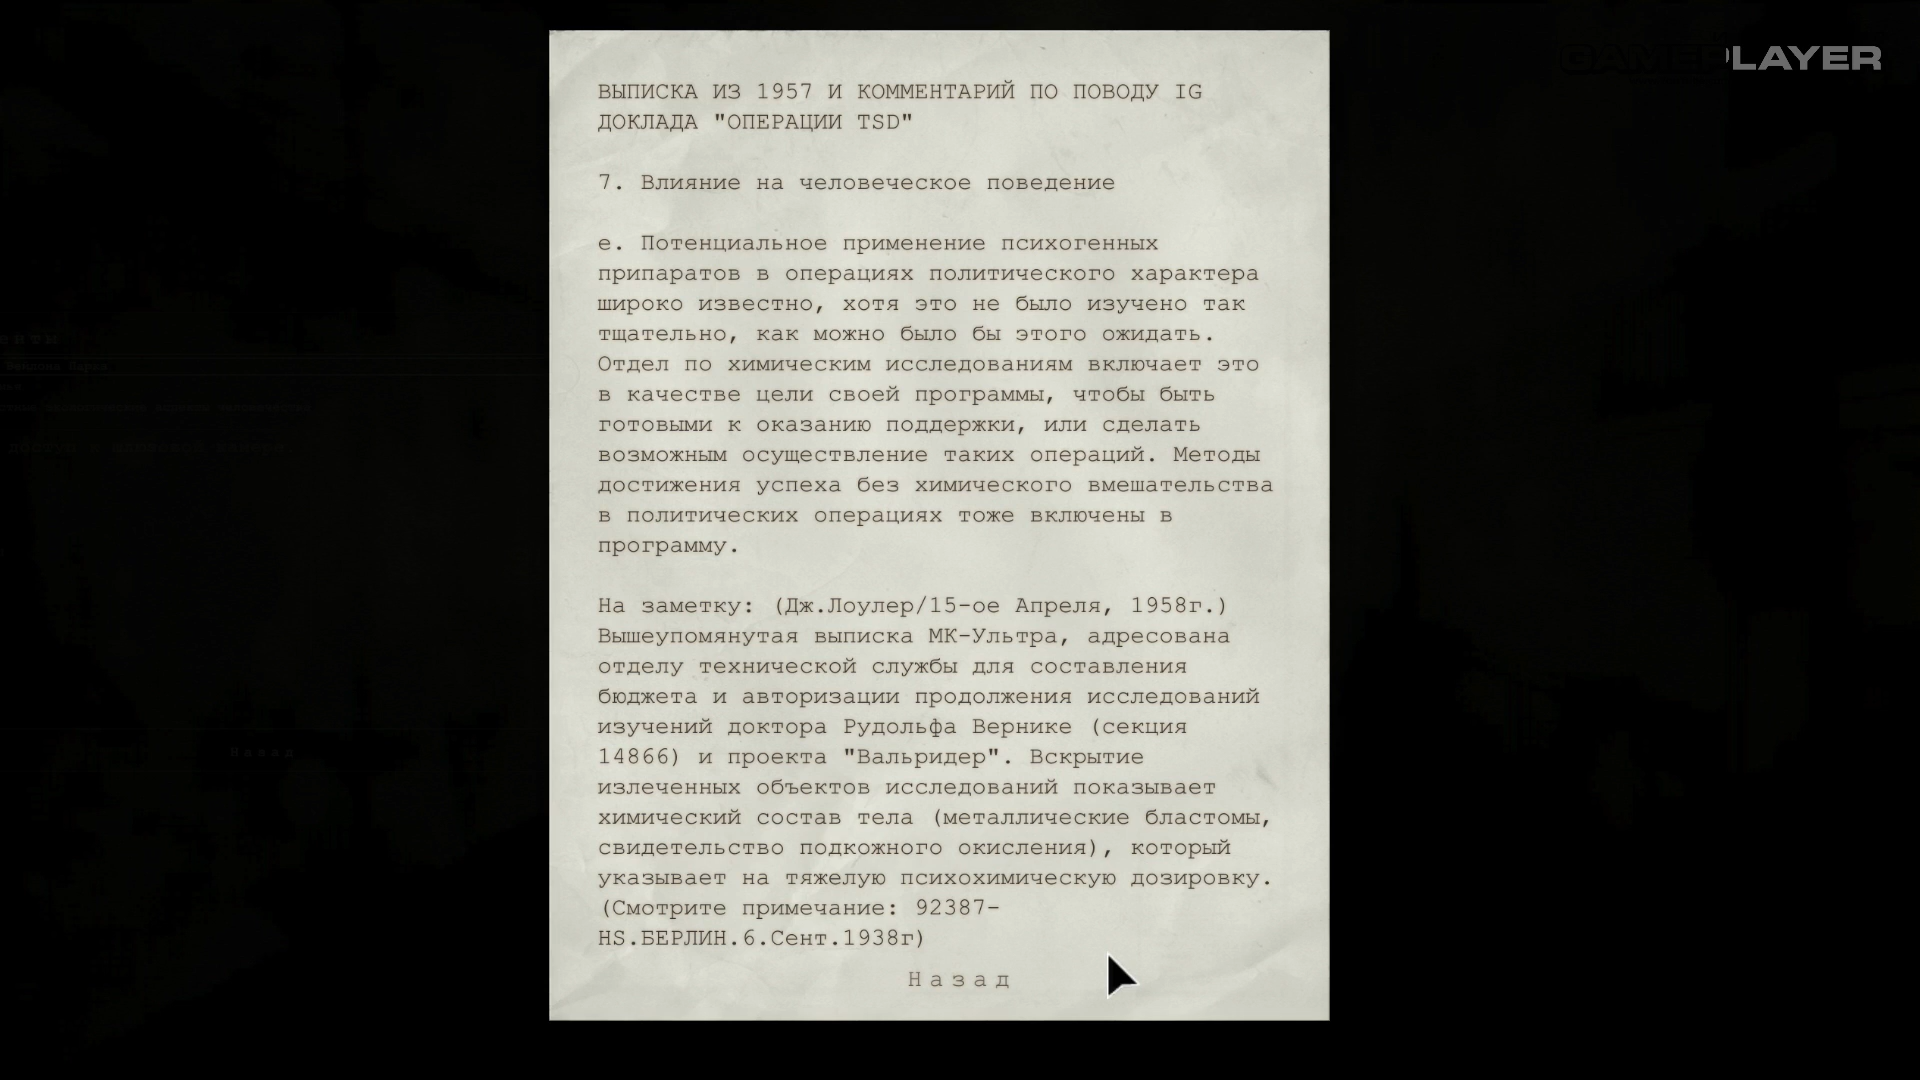 GAMEPLAYER
ВЫПИСКА ИЗ 1957 И КОММЕНТАРИЙ ПО ПОВОДУ IG
ДОКЛАДА "ОПЕРАЦИИ TSD"
7. Влияние на человеческое поведение
е. Потенциальное применение психогенных
припаратов в операциях политического характера
широко известно, хотя это не было изучено так
тщательно, как можно было бы этого ожидать.
Отдел по химическим исследованиям включает это
в качестве цели своей программы, чтобы быть
готовыми к оказанию поддержки, или сделать
возможным осуществление таких операций. Методы
достижения успеха без химического вмешательства
в политических операциях тоже включены в
программу.
На заметку: (Дж.Лоулер/15-ое Апреля, 1958г.)
Вышеупомянутая выписка МК-Ультра, адресована
отделу технической службы для составления
бюджета и авторизации продолжения исследований
изучений доктора Рудольфа Вернике (секция
14866) и проекта "Вальридер". Вскрытие
излеченных объектов исследований показывает
химический состав тела (металлические бластомы,
свидетельство подкожного окисления), который
указывает на тяжелую психохимическую дозировку.
(Смотрите примечание: 92387-
HS.БЕРЛИН.6.Сент.1938г)
Назад
Назад